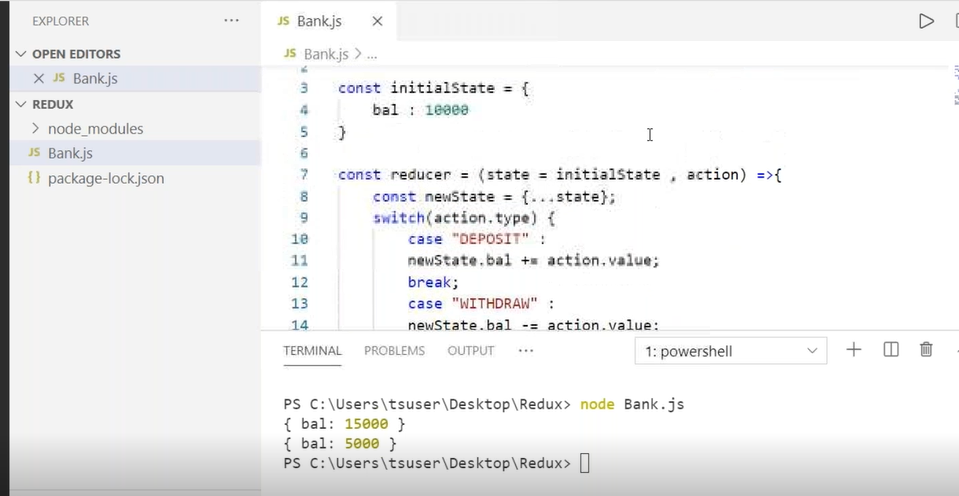 EXPLORER ...
OPEN EDITORS
JS Bank.js
REDUX
node_modules
JS Bank.js
{} package-lock.json
JS Bank.js
JS Bank.js > ...
2
3 const initialState = {
4 bal : 10000
5 }
6
7 const reducer = (state = initialState , action) =>{
8 const newState = {...state};
9 switch(action.type) {
10 case "DEPOSIT" :
11 newState.bal += action.value;
12 break;
13 case "WITHDRAW" :
14 newState.bal -= action.value;
TERMINAL PROBLEMS OUTPUT ... 1: powershell
PS C:\Users\tsuser\Desktop\Redux> node Bank.js
{ bal: 15000 }
{ bal: 5000 }
PS C:\Users\tsuser\Desktop\Redux>